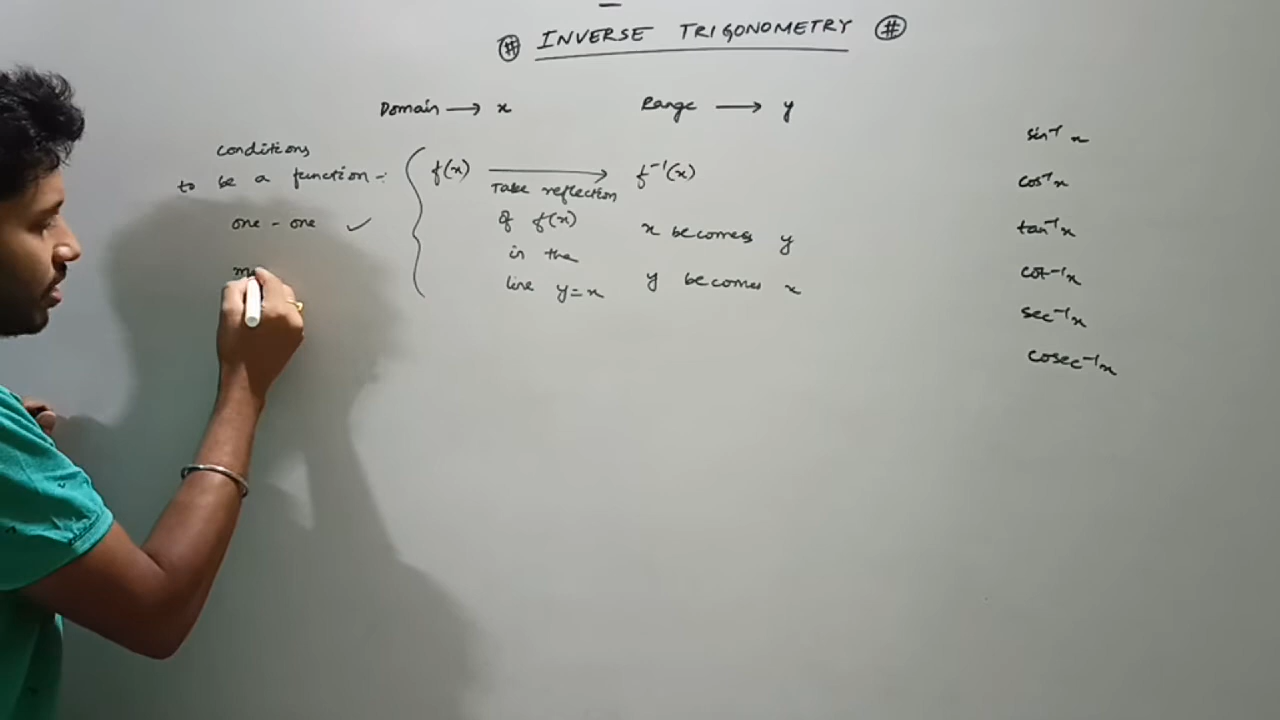 # INVERSE TRIGONOMETRY #
Domain → x
Range → y
conditions
to be a function :-
one - one ✓
f(x) → f⁻¹(x)
Take reflection
of f(x)
in the
line y=x
x becomes y
y becomes x
sin⁻¹ x
cos⁻¹x
tan⁻¹x
cot⁻¹x
sec⁻¹x
cosec⁻¹x